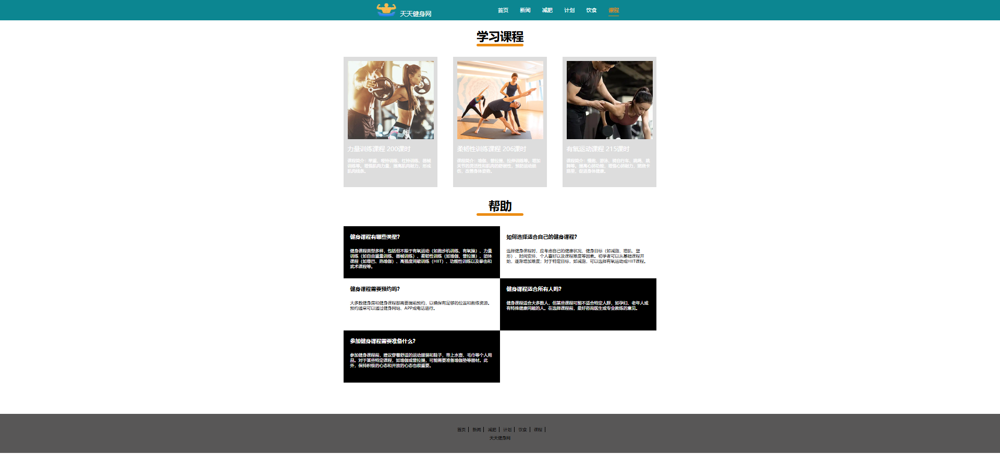 天天健身网
首页 新闻 减肥 计划 饮食 课程
学习课程
力量训练课程 200课时
课程简介：举重、哑铃训练、杠铃训练、器械
训练等。增强肌肉力量，提高肌肉耐力，形成
肌肉线条。
柔韧性训练课程 206课时
课程简介：瑜伽、普拉提、拉伸训练等。增加
关节的灵活性和肌肉的舒展性，预防运动损
伤，改善身体姿势。
有氧运动课程 215课时
课程简介：慢跑、游泳、骑自行车、跳绳、跳
舞等。提高心肺功能，增强心肺耐力，燃烧卡
路里，促进身体健康。
帮助
健身课程有哪些类型？
健身课程类型多样，包括但不限于有氧运动（如跑步机训练、有氧操）、力量
训练（如自由重量训练、器械训练）、柔韧性训练（如瑜伽、普拉提）、团体
课程（如尊巴、热瑜伽）、高强度间歇训练（HIIT）、功能性训练以及拳击和
武术课程等。
如何选择适合自己的健身课程？
选择健身课程时，应考虑自己的健康状况、健身目标（如减脂、增肌、塑
形）、时间安排、个人喜好以及课程难度等因素。初学者可以从基础课程开
始，逐渐增加难度；对于特定目标，如减脂，可以选择有氧运动或HIIT课程。
健身课程需要预约吗？
大多数健身房和健身课程都需要提前预约，以确保有足够的位置和教练资源。
预约通常可以通过健身网站、APP或电话进行。
健身课程适合所有人吗？
健身课程适合大多数人，但某些课程可能不适合特定人群，如孕妇、老年人或
有特殊健康问题的人。在选择课程前，最好咨询医生或专业教练的意见。
参加健身课程需要准备什么？
参加健身课程前，建议穿着舒适的运动服装和鞋子，带上水壶、毛巾等个人用
品。对于某些特定课程，如瑜伽或普拉提，可能需要准备瑜伽垫等器材。此
外，保持积极的心态和开放的心态也很重要。
首页 新闻 减肥 计划 饮食 课程
天天健身网